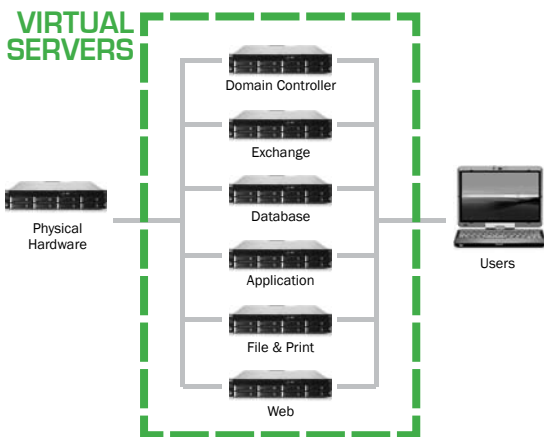 VIRTUAL
SERVERS
Domain Controller
Exchange
Database
Application
File & Print
Web
Physical
Hardware
Users